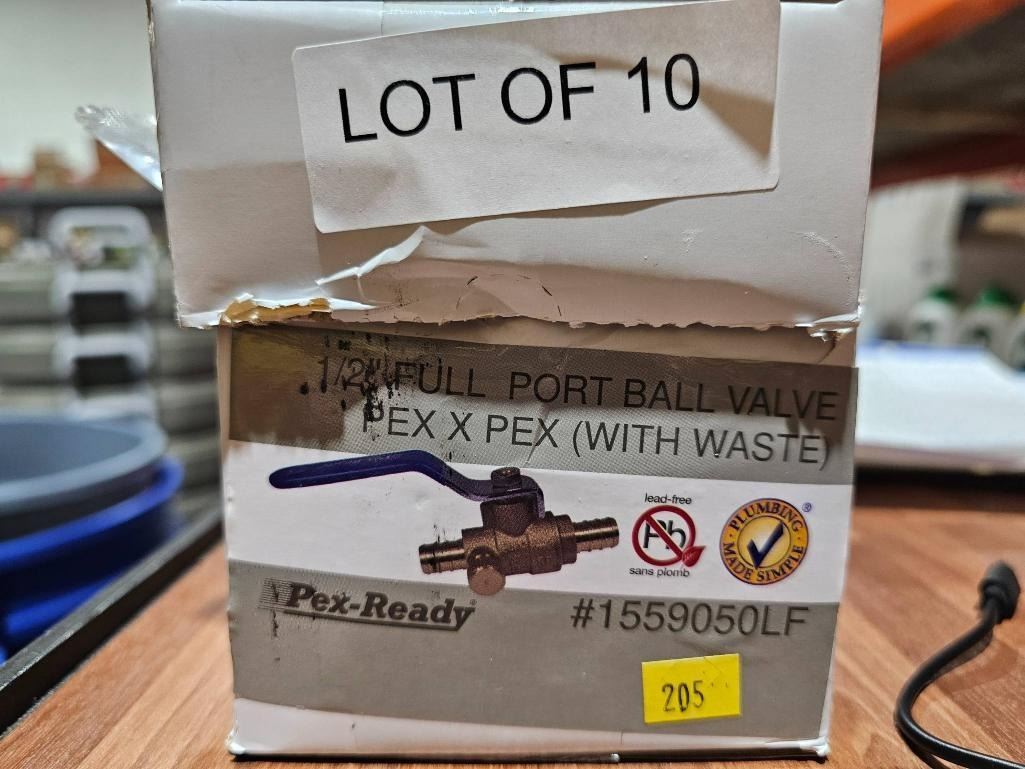 LOT OF 10
1/2" FULL PORT BALL VALVE
PEX X PEX (WITH WASTE)
lead-free
Pb
sans plomb
PLUMBING MADE SIMPLE ®
Pex-Ready
#1559050LF
205